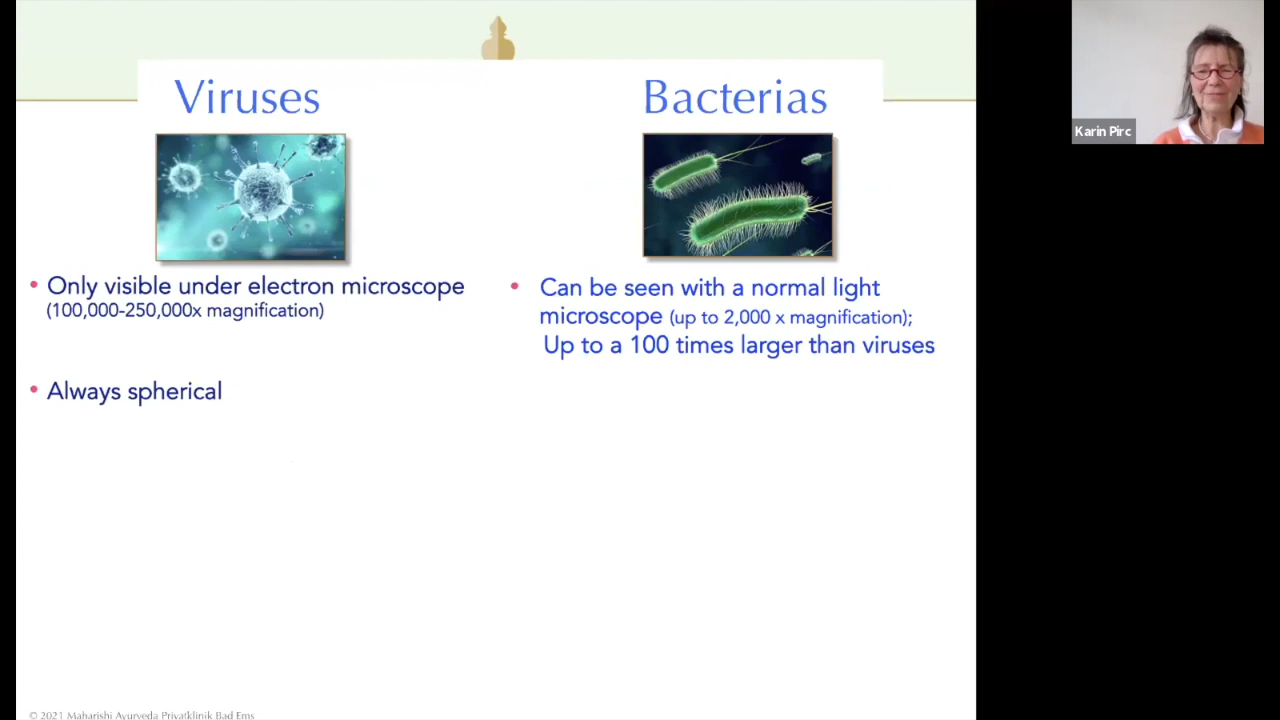 Viruses
Bacterias
• Only visible under electron microscope
(100,000-250,000x magnification)
• Always spherical
• Can be seen with a normal light
microscope (up to 2,000 x magnification);
Up to a 100 times larger than viruses
Karin Pirc
© 2021 Maharishi Ayurveda Privatklinik Bad Ems